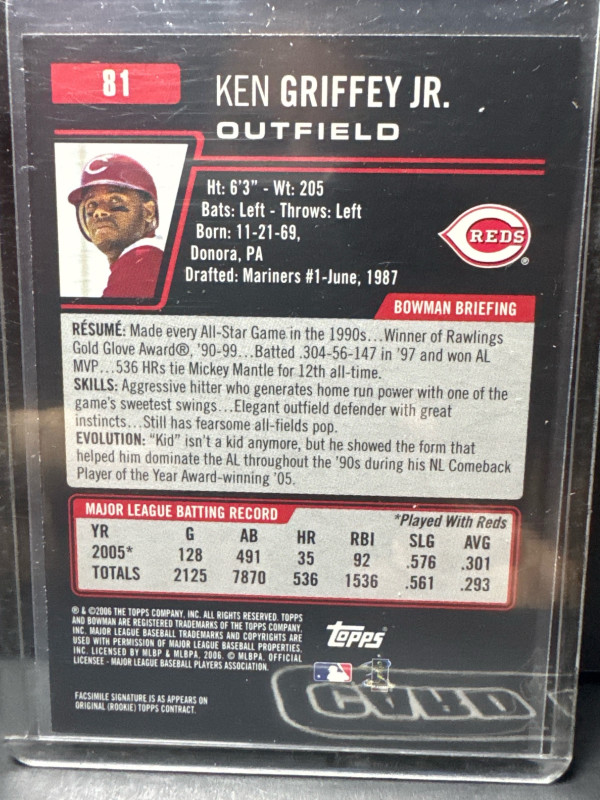 81
KEN GRIFFEY JR.
OUTFIELD
Ht: 6'3" - Wt: 205
Bats: Left - Throws: Left
Born: 11-21-69,
Donora, PA
Drafted: Mariners #1-June, 1987
C
REDS
®
BOWMAN BRIEFING
RÉSUMÉ: Made every All-Star Game in the 1990s...Winner of Rawlings
Gold Glove Award®, '90-99...Batted .304-56-147 in '97 and won AL
MVP...536 HRs tie Mickey Mantle for 12th all-time.
SKILLS: Aggressive hitter who generates home run power with one of the
game's sweetest swings...Elegant outfield defender with great
instincts...Still has fearsome all-fields pop.
EVOLUTION: "Kid" isn't a kid anymore, but he showed the form that
helped him dominate the AL throughout the '90s during his NL Comeback
Player of the Year Award-winning '05.
MAJOR LEAGUE BATTING RECORD
*Played With Reds
YR G AB HR RBI SLG AVG
2005* 128 491 35 92 .576 .301
TOTALS 2125 7870 536 1536 .561 .293
® & ©2006 THE TOPPS COMPANY, INC. ALL RIGHTS RESERVED. TOPPS
AND BOWMAN ARE REGISTERED TRADEMARKS OF THE TOPPS COMPANY,
INC. MAJOR LEAGUE BASEBALL TRADEMARKS AND COPYRIGHTS ARE
USED WITH PERMISSION OF MAJOR LEAGUE BASEBALL PROPERTIES,
INC. LICENSED BY MLBP & MLBPA, 2006. © MLBPA. OFFICIAL
LICENSEE - MAJOR LEAGUE BASEBALL PLAYERS ASSOCIATION.
topps
FACSIMILE SIGNATURE IS AS APPEARS ON
ORIGINAL (ROOKIE) TOPPS CONTRACT.